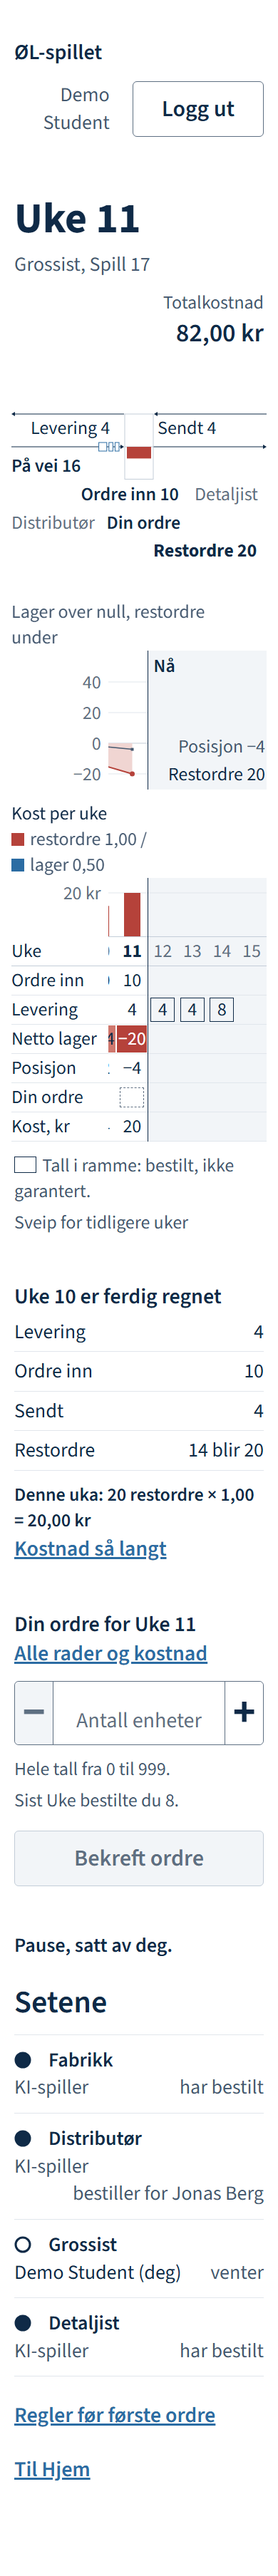 ØL-spillet
Demo
Student
Logg ut
Uke 11
Grossist, Spill 17
Totalkostnad
82,00 kr
Levering 4
Sendt 4
På vei 16
Ordre inn 10 Detaljist
Distributør Din ordre
Restordre 20
Lager over null, restordre
under
Nå
40
20
0
−20
Posisjon −4
Restordre 20
Kost per uke
restordre 1,00 /
lager 0,50
20 kr
Uke 11 12 13 14 15
Ordre inn 10
Levering 4 4 4 8
Netto lager −20
Posisjon −4
Din ordre
Kost, kr 20
Tall i ramme: bestilt, ikke
garantert.
Sveip for tidligere uker
Uke 10 er ferdig regnet
Levering 4
Ordre inn 10
Sendt 4
Restordre 14 blir 20
Denne uka: 20 restordre × 1,00
= 20,00 kr
Kostnad så langt
Din ordre for Uke 11
Alle rader og kostnad
− Antall enheter +
Hele tall fra 0 til 999.
Sist Uke bestilte du 8.
Bekreft ordre
Pause, satt av deg.
Setene
Fabrikk
KI-spiller har bestilt
Distributør
KI-spiller
bestiller for Jonas Berg
Grossist
Demo Student (deg) venter
Detaljist
KI-spiller har bestilt
Regler før første ordre
Til Hjem